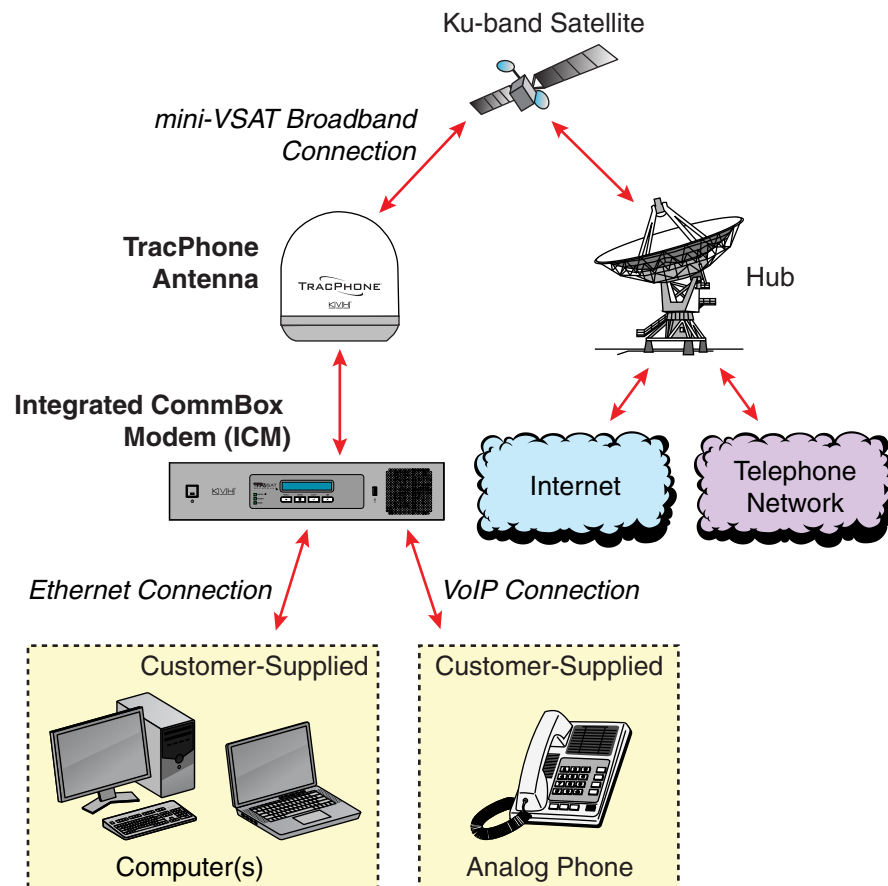 Ku-band Satellite
mini-VSAT Broadband
Connection
TracPhone
Antenna
TRACPHONE
KVH
Hub
Integrated CommBox
Modem (ICM)
KVH
Internet
Telephone
Network
Ethernet Connection
VoIP Connection
Customer-Supplied
Computer(s)
Customer-Supplied
Analog Phone